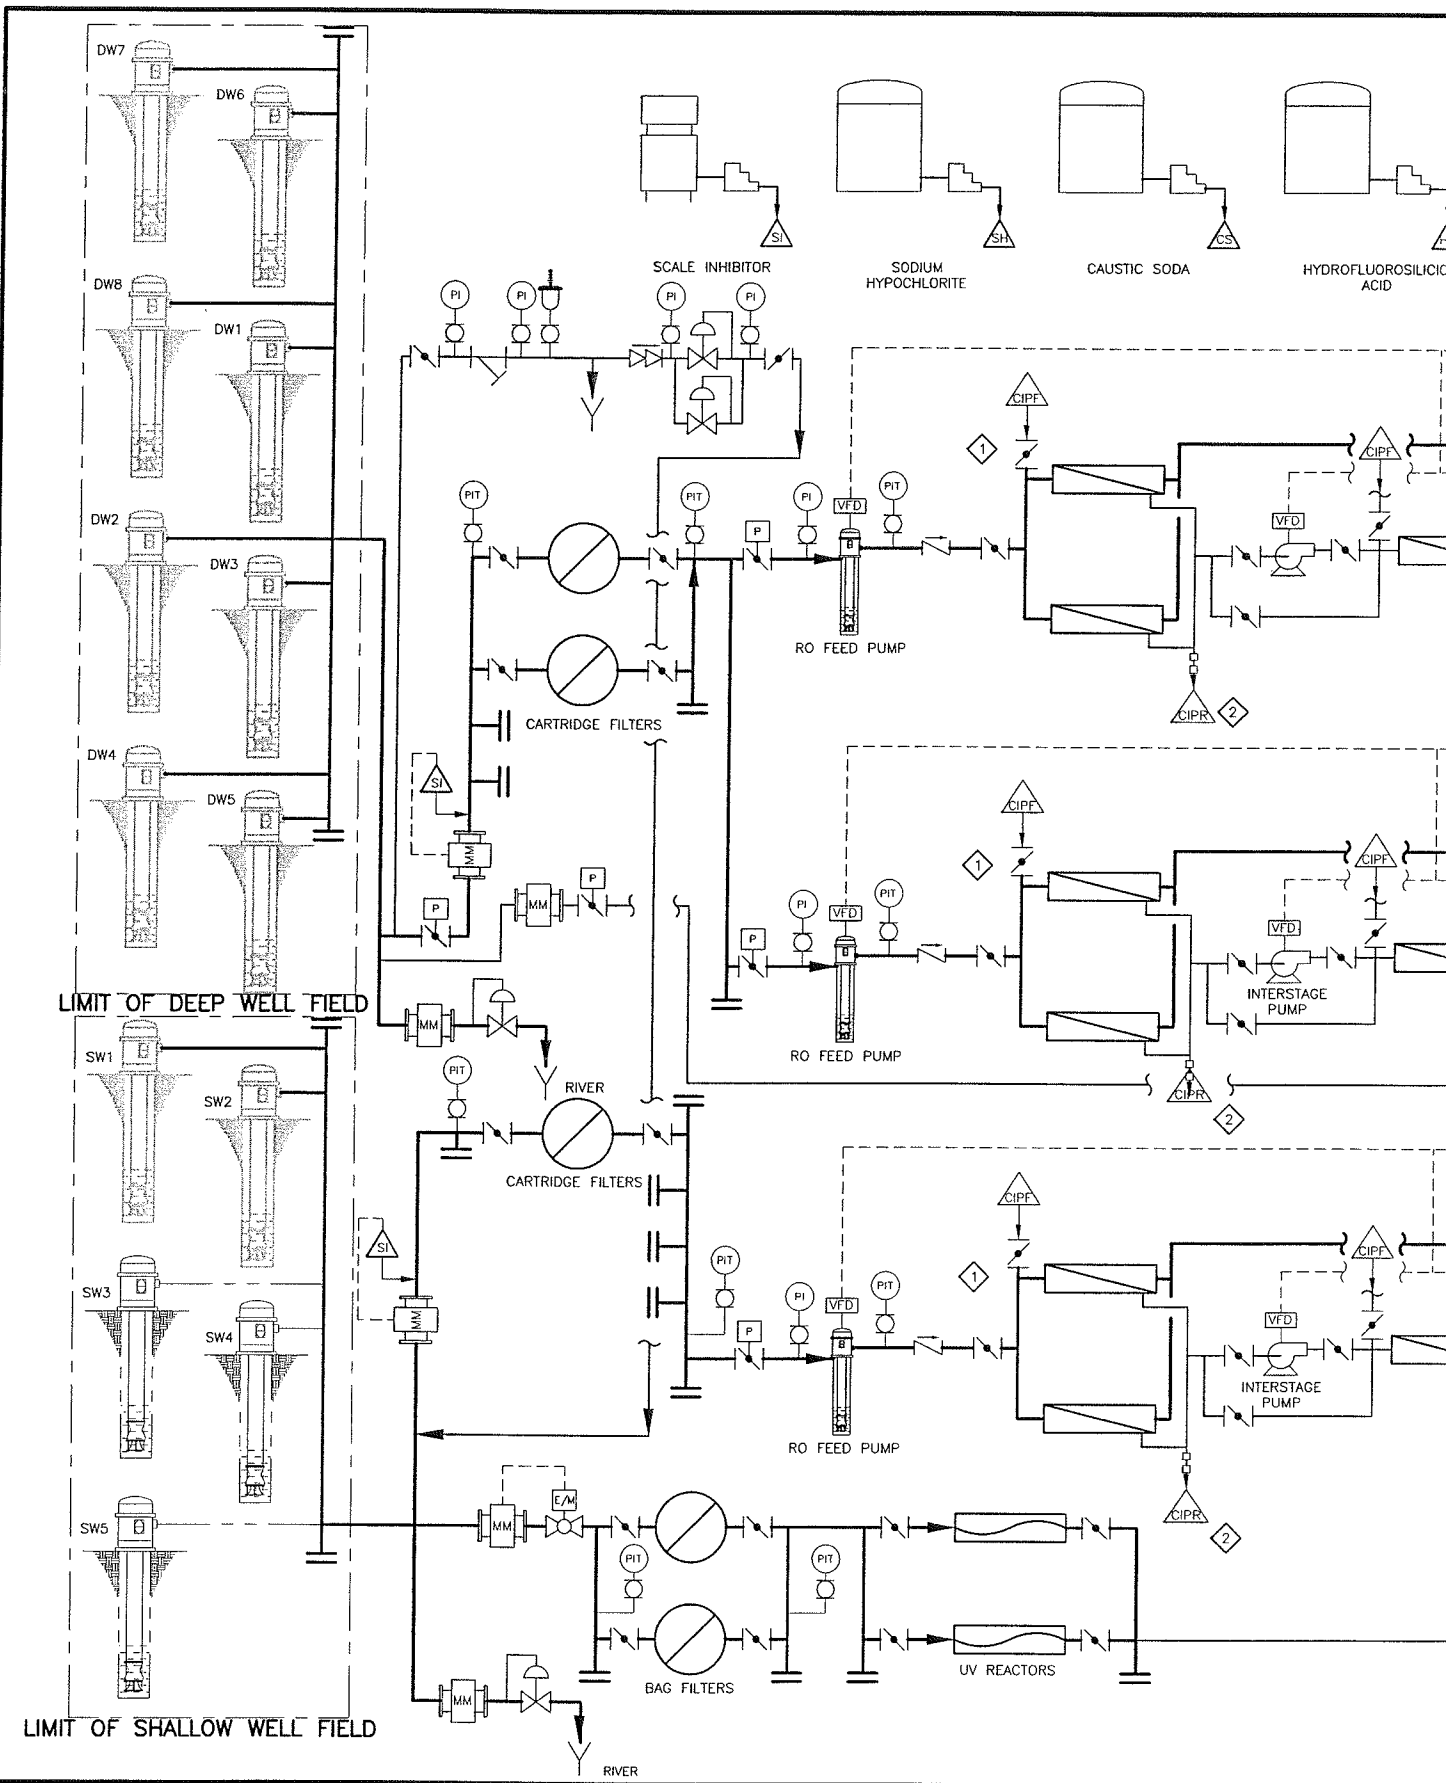 DW7
DW6
DW8
DW1
DW2
DW3
DW4
DW5
LIMIT OF DEEP WELL FIELD
SW1
SW2
SW3
SW4
SW5
LIMIT OF SHALLOW WELL FIELD
SI
SH
CS
SCALE INHIBITOR
SODIUM
HYPOCHLORITE
CAUSTIC SODA
HYDROFLUOROSILICIC
ACID
PI
PI
PI
PI
PIT
PIT
P
PI
VFD
PIT
RO FEED PUMP
CARTRIDGE FILTERS
CIPF
1
CIPF
VFD
CIPR
2
SI
MM
P
MM
P
MM
RIVER
P
PI
VFD
PIT
RO FEED PUMP
CIPF
1
CIPF
VFD
INTERSTAGE
PUMP
CIPR
2
PIT
CARTRIDGE FILTERS
SI
MM
PIT
P
PI
VFD
PIT
RO FEED PUMP
CIPF
1
CIPF
VFD
INTERSTAGE
PUMP
CIPR
2
MM
E/M
PIT
PIT
BAG FILTERS
UV REACTORS
MM
RIVER